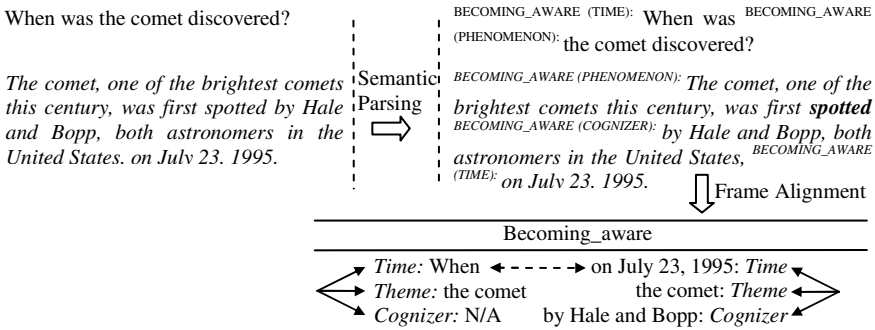 When was the comet discovered?
The comet, one of the brightest comets
this century, was first spotted by Hale
and Bopp, both astronomers in the
United States. on July 23. 1995.
Semantic
Parsing
BECOMING_AWARE (TIME): When was BECOMING_AWARE
(PHENOMENON): the comet discovered?
BECOMING_AWARE (PHENOMENON): The comet, one of the
brightest comets this century, was first spotted
BECOMING_AWARE (COGNIZER): by Hale and Bopp, both
astronomers in the United States, BECOMING_AWARE
(TIME): on July 23. 1995.
Frame Alignment
Becoming_aware
Time: When on July 23, 1995: Time
Theme: the comet the comet: Theme
Cognizer: N/A by Hale and Bopp: Cognizer